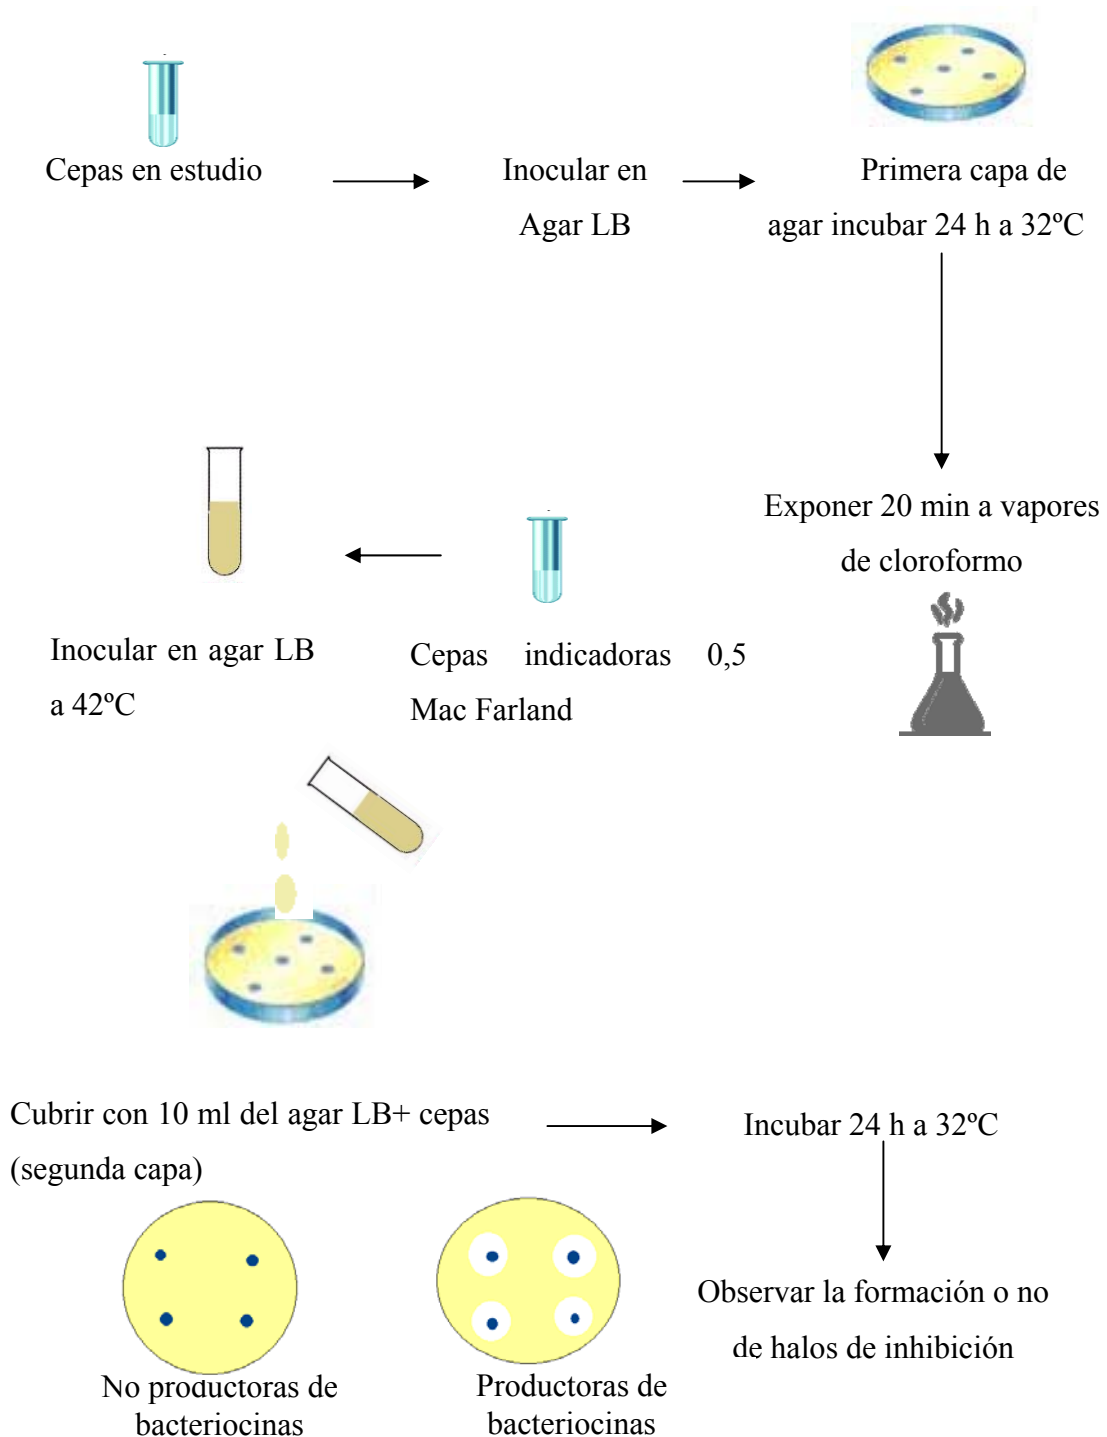 Cepas en estudio
Inocular en
Agar LB
Primera capa de
agar incubar 24 h a 32ºC
Exponer 20 min a vapores
de cloroformo
Inocular en agar LB
a 42ºC
Cepas indicadoras 0,5
Mac Farland
Cubrir con 10 ml del agar LB+ cepas
(segunda capa)
Incubar 24 h a 32ºC
Observar la formación o no
de halos de inhibición
No productoras de
bacteriocinas
Productoras de
bacteriocinas